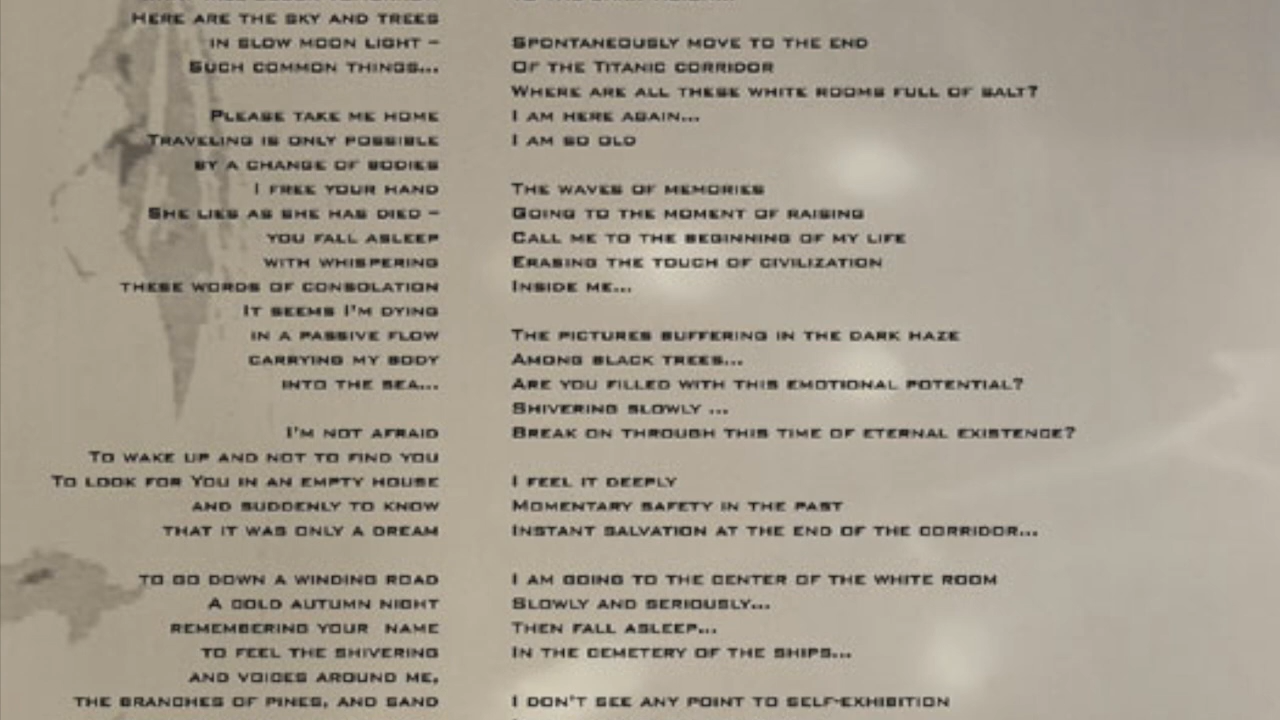 Here are the sky and trees
in slow moon light –
Such common things...
Please take me home
Traveling is only possible
by a change of bodies
I free your hand
She lies as she has died –
you fall asleep
with whispering
these words of consolation
It seems I'm dying
in a passive flow
carrying my body
into the sea...
I'm not afraid
To wake up and not to find you
To look for You in an empty house
and suddenly to know
that it was only a dream
to go down a winding road
A cold autumn night
remembering your name
to feel the shivering
and voices around me,
the branches of pines, and sand
Spontaneously move to the end
Of the Titanic corridor
Where are all these white rooms full of salt?
I am here again...
I am so old
The waves of memories
Going to the moment of raising
Call me to the beginning of my life
Erasing the touch of civilization
Inside me...
The pictures suffering in the dark haze
Among black trees...
Are you filled with this emotional potential?
Shivering slowly ...
Break on through this time of eternal existence?
I feel it deeply
Momentary safety in the past
Instant salvation at the end of the corridor...
I am going to the center of the white room
Slowly and seriously...
Then fall asleep...
In the cemetery of the ships...
I don't see any point to self-exhibition